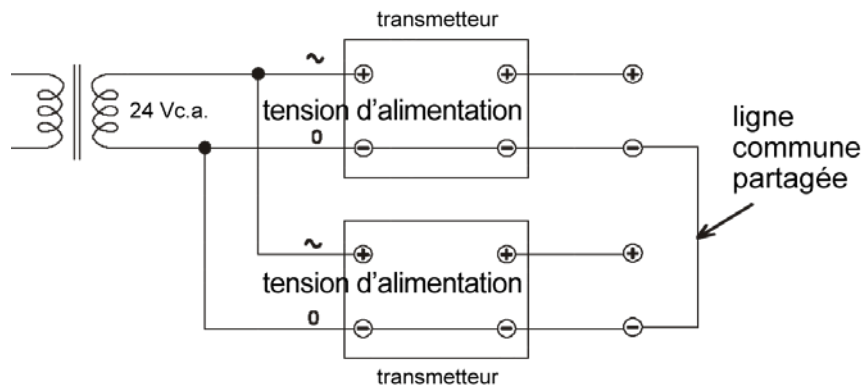 transmetteur
~
24 Vc.a.
tension d'alimentation
0
ligne
commune
partagée
~
tension d'alimentation
0
transmetteur